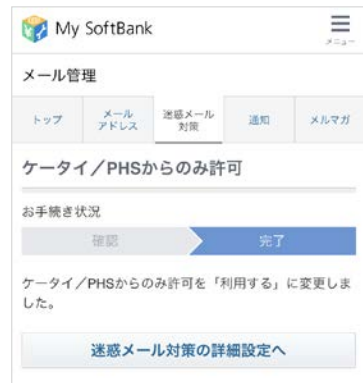 My SoftBank
メニュー
メール管理
トップ
メール
アドレス
迷惑メール
対策
通知
メルマガ
ケータイ／PHSからのみ許可
お手続き状況
確認
完了
ケータイ／PHSからのみ許可を「利用する」に変更しま
した。
迷惑メール対策の詳細設定へ